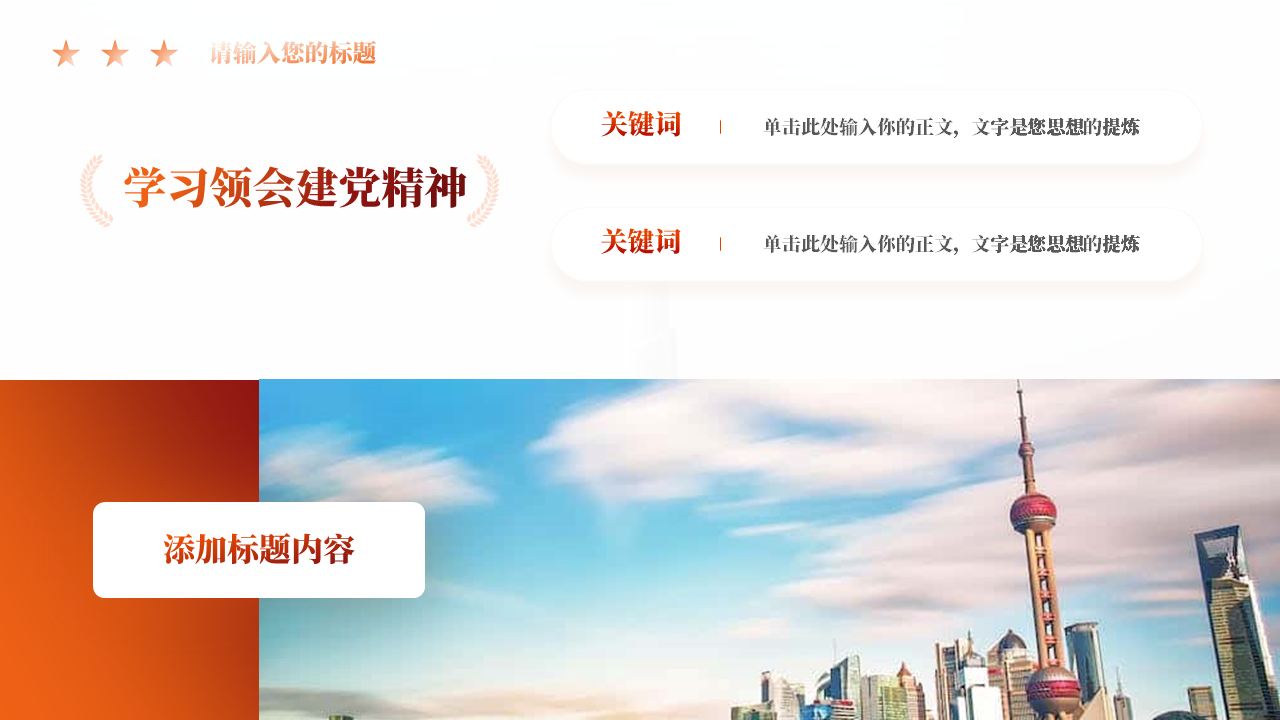 请输入您的标题
学习领会建党精神
关键词
单击此处输入你的正文，文字是您思想的提炼
关键词
单击此处输入你的正文，文字是您思想的提炼
添加标题内容